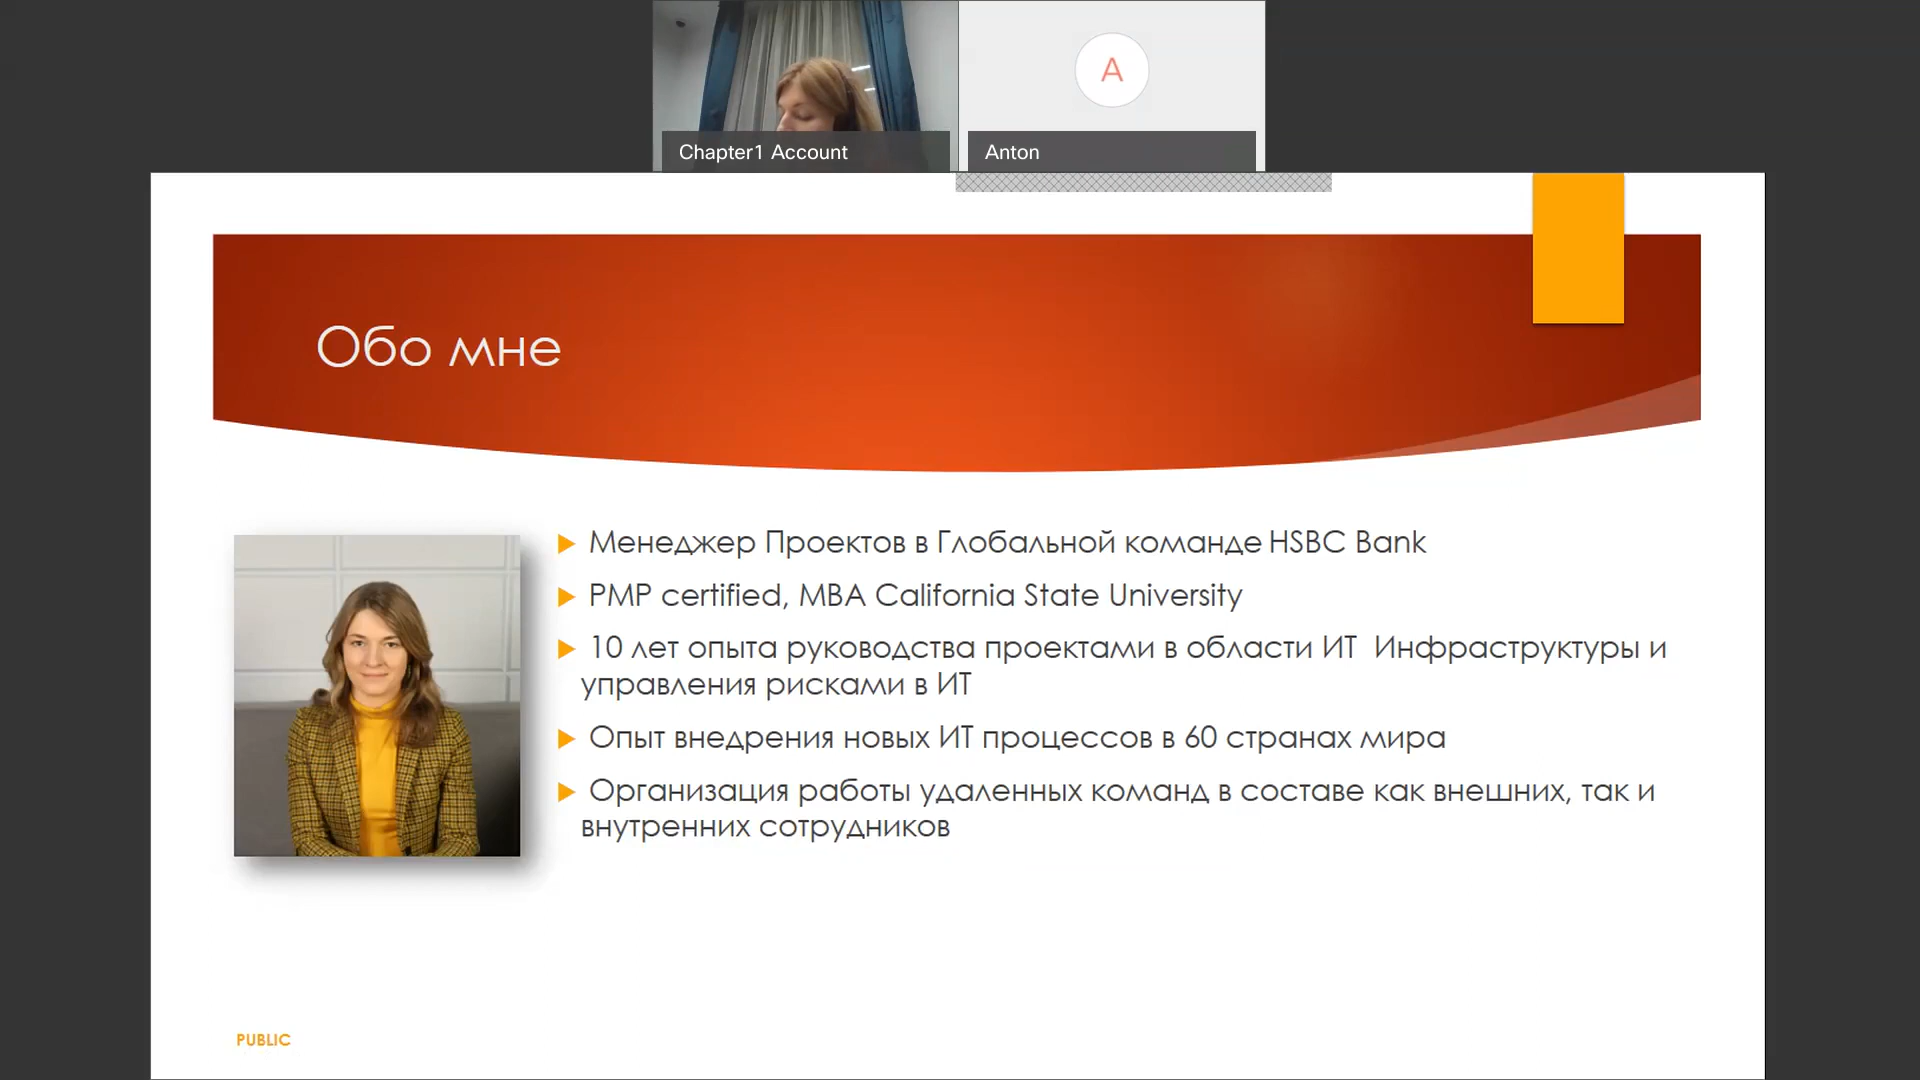 A
Chapter1 Account
Anton
Обо мне
Менеджер Проектов в Глобальной команде HSBC Bank
PMP certified, MBA California State University
10 лет опыта руководства проектами в области ИТ Инфраструктуры и
управления рисками в ИТ
Опыт внедрения новых ИТ процессов в 60 странах мира
Организация работы удаленных команд в составе как внешних, так и
внутренних сотрудников
PUBLIC